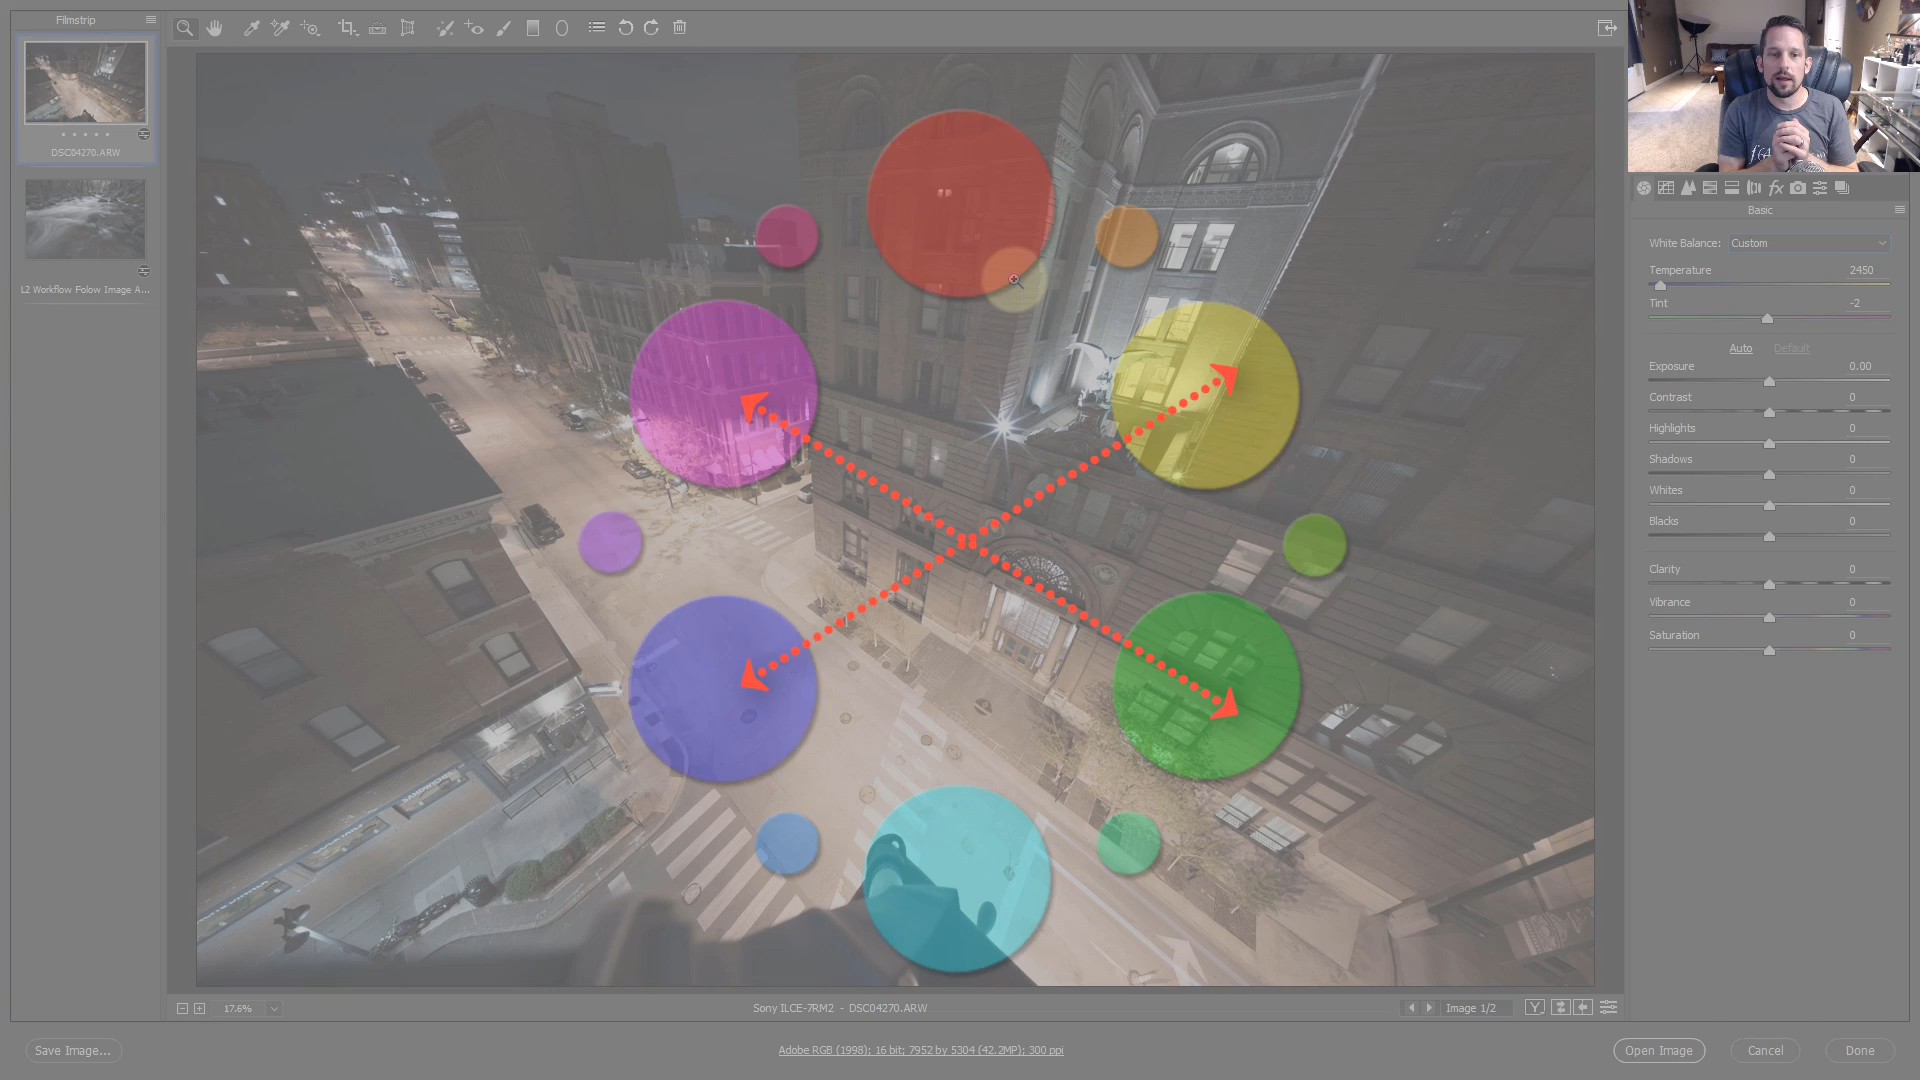 Filmstrip
DSC04270.ARW
L2 Workflow Folow Image A...
fx
Basic
White Balance: Custom
Temperature 2450
Tint -2
Auto Default
Exposure 0.00
Contrast 0
Highlights 0
Shadows 0
Whites 0
Blacks 0
Clarity 0
Vibrance 0
Saturation 0
17.6%
Sony ILCE-7RM2 - DSC04270.ARW
Image 1/2
Y
Save Image...
Adobe RGB (1998); 16 bit; 7952 by 5304 (42.2MP); 300 ppi
Open Image
Cancel
Done